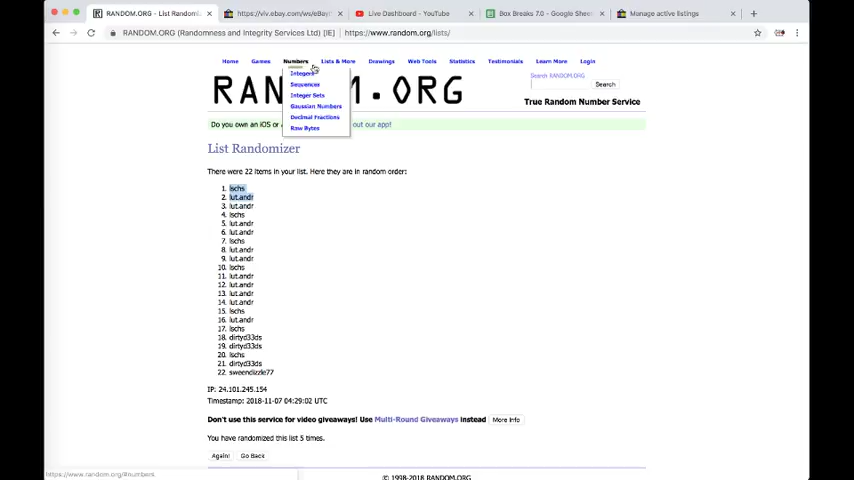 RANDOM.ORG - List Randomi
https://viv.ebay.com/ws/eBay
Live Dashboard - YouTube
Box Breaks 7.0 - Google Shee
Manage active listings
RANDOM.ORG (Randomness and Integrity Services Ltd) [IE] https://www.random.org/lists/
Home Games Numbers Lists & More Drawings Web Tools Statistics Testimonials Learn More Login
Integers
Sequences
Integer Sets
Gaussian Numbers
Decimal Fractions
Raw Bytes
Search RANDOM.ORG
Search
RANDOM.ORG
True Random Number Service
Do you own an iOS or out our app!
List Randomizer
There were 22 items in your list. Here they are in random order:
1. lschs
2. lut.andr
3. lut.andr
4. lschs
5. lut.andr
6. lut.andr
7. lschs
8. lut.andr
9. lut.andr
10. lschs
11. lut.andr
12. lut.andr
13. lut.andr
14. lut.andr
15. lschs
16. lut.andr
17. lschs
18. dirtyd33ds
19. dirtyd33ds
20. lschs
21. dirtyd33ds
22. sweendizzle77
IP: 24.101.245.154
Timestamp: 2018-11-07 04:29:02 UTC
Don't use this service for video giveaways! Use Multi-Round Giveaways instead More Info
You have randomized this list 5 times.
Again! Go Back
© 1998-2018 RANDOM.ORG
https://www.random.org/#numbers